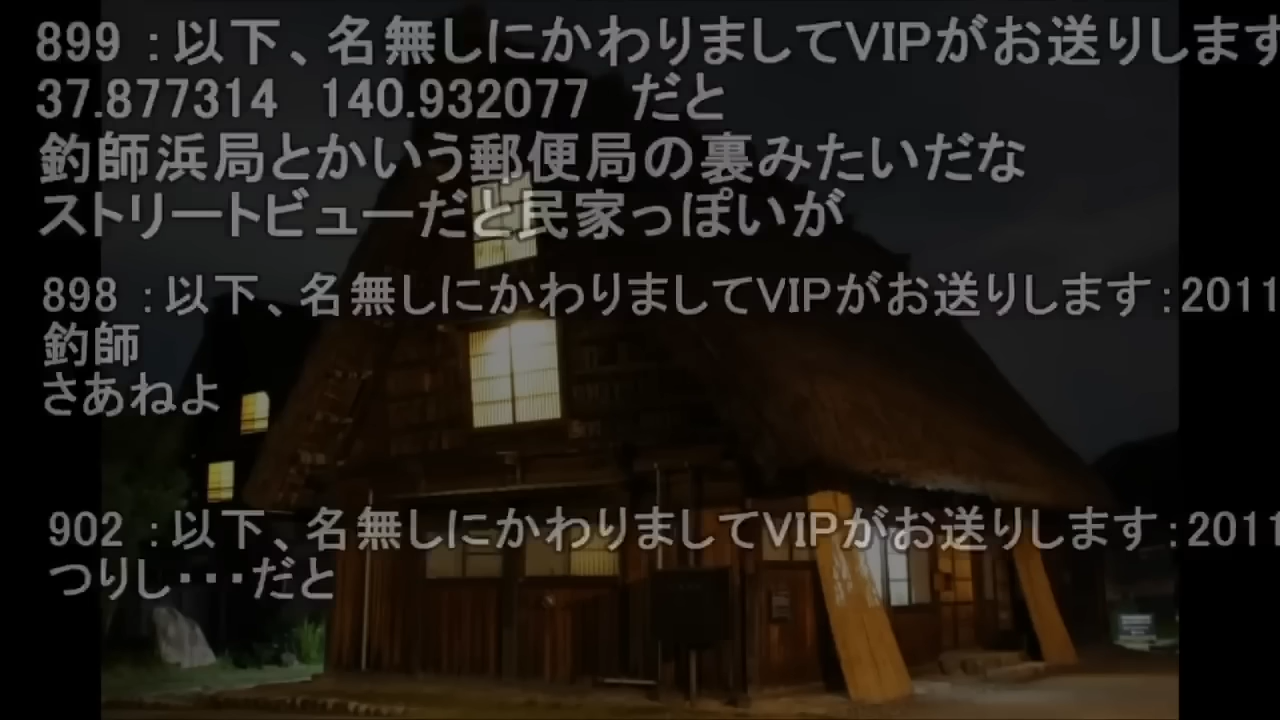 899 ：以下、名無しにかわりましてVIPがお送りします
37.877314　140.932077　だと
釣師浜局とかいう郵便局の裏みたいだな
ストリートビューだと民家っぽいが
898 ：以下、名無しにかわりましてVIPがお送りします：2011
釣師
さあねよ
902 ：以下、名無しにかわりましてVIPがお送りします：2011
つりし・・・だと